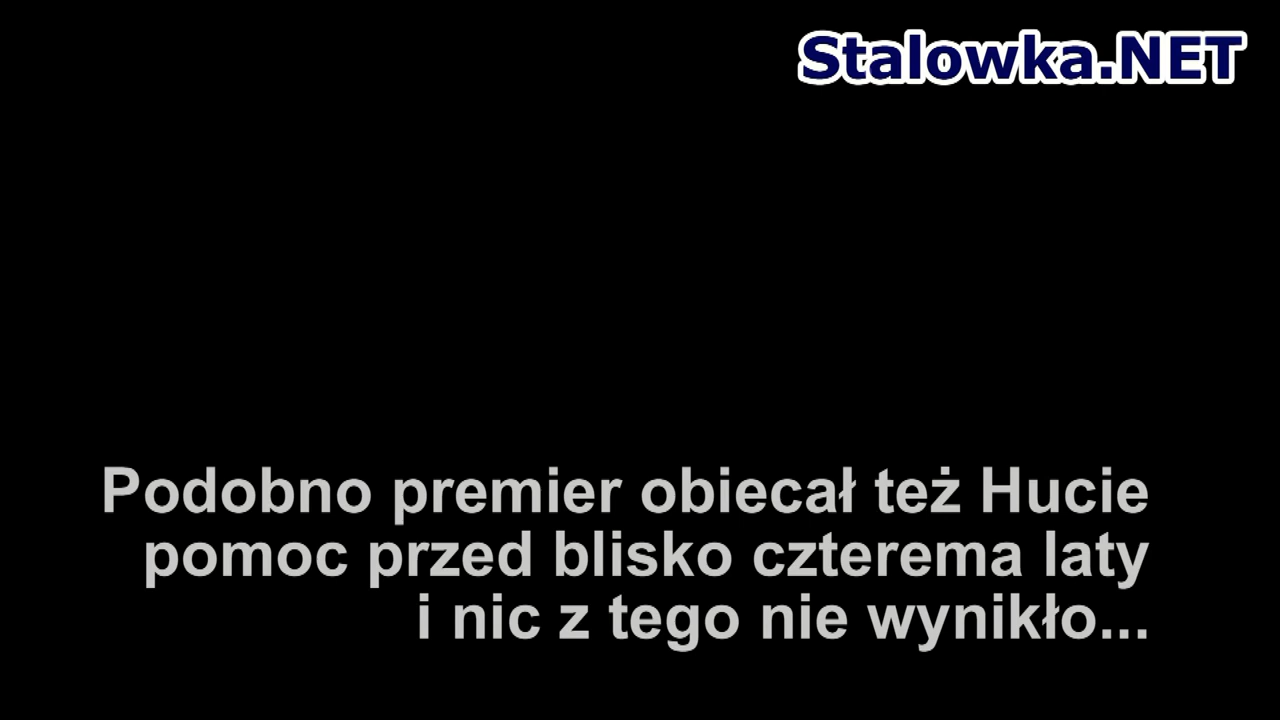 Stalowka.NET
Podobno premier obiecał też Hucie
pomoc przed blisko czterema laty
i nic z tego nie wynikło...